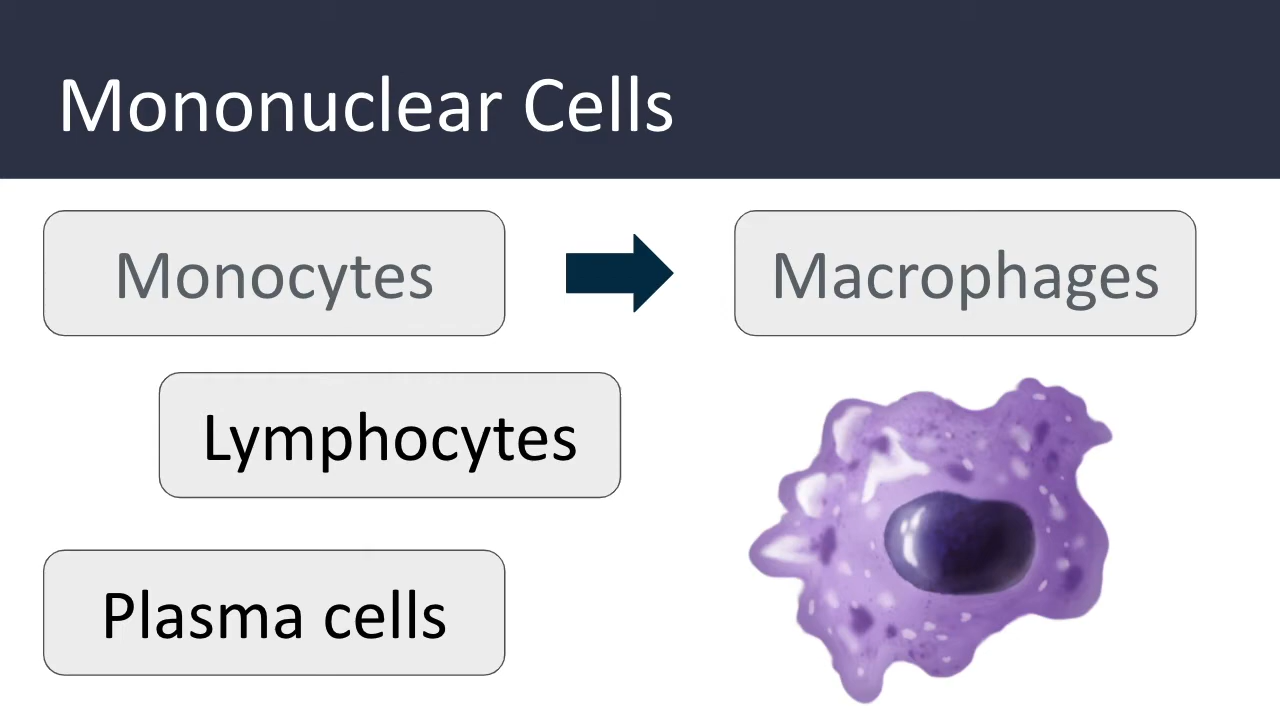 Mononuclear Cells
Monocytes
Macrophages
Lymphocytes
Plasma cells